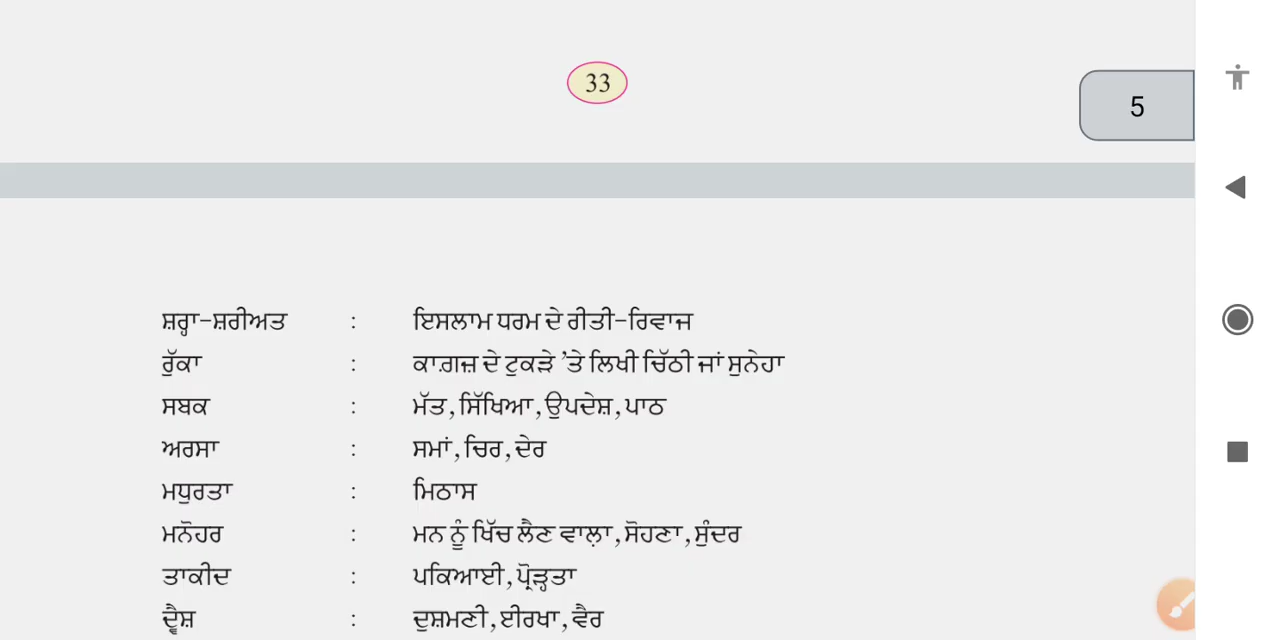 33
5
ਸ਼ਰ੍ਹਾ-ਸ਼ਰੀਅਤ : ਇਸਲਾਮ ਧਰਮ ਦੇ ਰੀਤੀ-ਰਿਵਾਜ
ਰੁੱਕਾ : ਕਾਗ਼ਜ਼ ਦੇ ਟੁਕੜੇ ’ਤੇ ਲਿਖੀ ਚਿੱਠੀ ਜਾਂ ਸੁਨੇਹਾ
ਸਬਕ : ਮੱਤ, ਸਿੱਖਿਆ, ਉਪਦੇਸ਼, ਪਾਠ
ਅਰਸਾ : ਸਮਾਂ, ਚਿਰ, ਦੇਰ
ਮਧੁਰਤਾ : ਮਿਠਾਸ
ਮਨੋਹਰ : ਮਨ ਨੂੰ ਖਿੱਚ ਲੈਣ ਵਾਲ਼ਾ, ਸੋਹਣਾ, ਸੁੰਦਰ
ਤਾਕੀਦ : ਪਕਿਆਈ, ਪ੍ਰੋੜ੍ਹਤਾ
ਦ੍ਵੈਸ਼ : ਦੁਸ਼ਮਣੀ, ਈਰਖਾ, ਵੈਰ